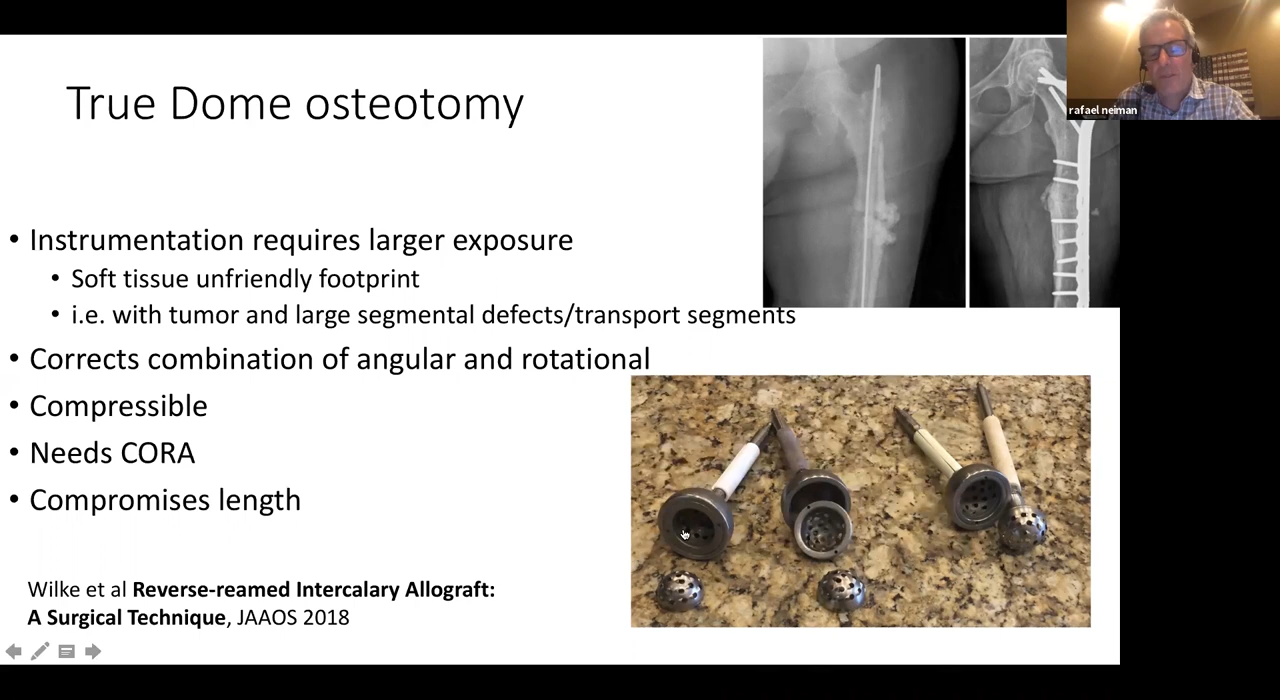 True Dome osteotomy
rafael neiman
• Instrumentation requires larger exposure
• Soft tissue unfriendly footprint
• i.e. with tumor and large segmental defects/transport segments
• Corrects combination of angular and rotational
• Compressible
• Needs CORA
• Compromises length
Wilke et al Reverse-reamed Intercalary Allograft:
A Surgical Technique, JAAOS 2018